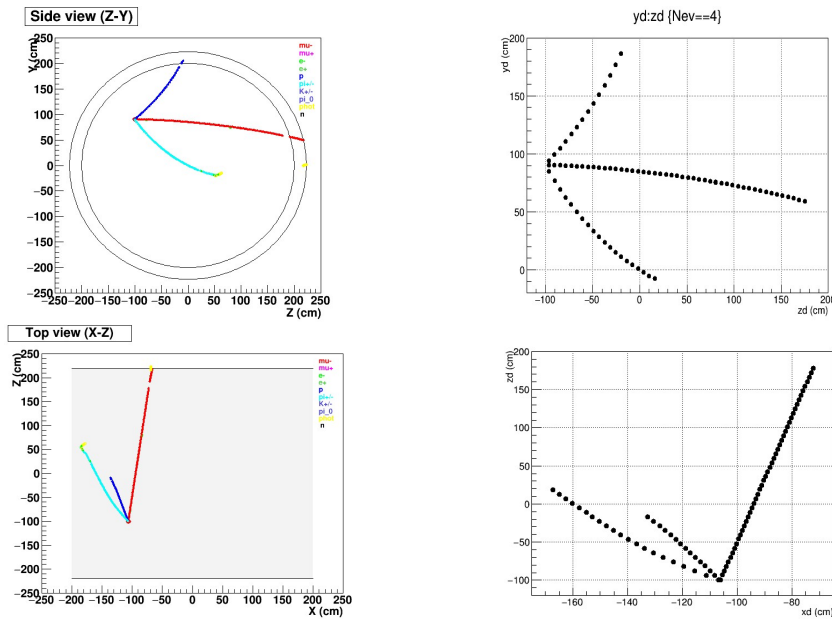 Side view (Z-Y)
Y (cm)
250
200
150
100
50
0
−50
−100
−150
−200
−250
−250 −200 −150 −100 −50 0 50 100 150 200 250
Z (cm)
mu-
mu+
e-
e+
p
pi+/-
K+/-
pi_0
n
yd:zd {Nev==4}
yd (cm)
200
150
100
50
0
−100 −50 0 50 100 150 200
zd (cm)
Top view (X-Z)
Z (cm)
250
200
150
100
50
0
−50
−100
−150
−200
−250
−250 −200 −150 −100 −50 0 50 100 150 200 250
X (cm)
mu-
mu+
e-
e+
p
pi+/-
K+/-
pi_0
n
zd (cm)
200
150
100
50
0
−50
−100
−160 −140 −120 −100 −80
xd (cm)